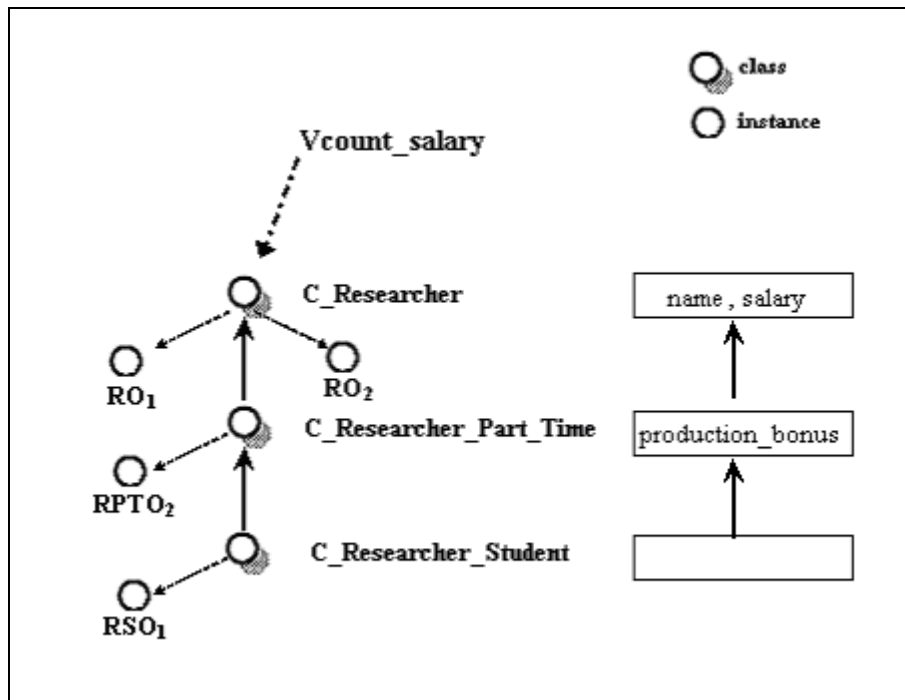 class
instance
Vcount_salary
C_Researcher
name , salary
RO₁
RO₂
C_Researcher_Part_Time
production_bonus
RPTO₂
C_Researcher_Student
RSO₁